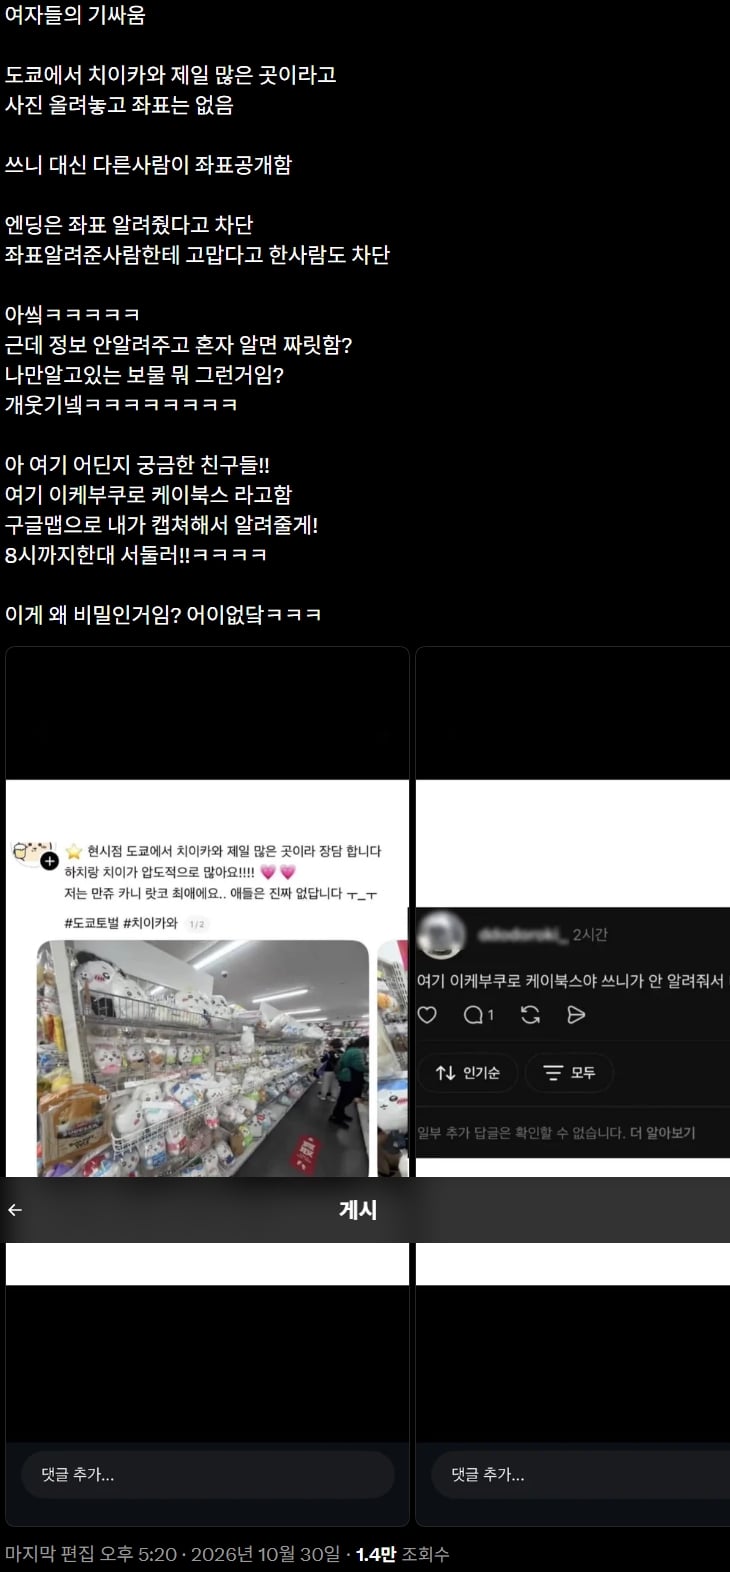 여자들의 기싸움
도쿄에서 치이카와 제일 많은 곳이라고
사진 올려놓고 좌표는 없음
쓰니 대신 다른사람이 좌표공개함
엔딩은 좌표 알려줬다고 차단
좌표알려준사람한테 고맙다고 한사람도 차단
아씤ㅋㅋㅋㅋㅋ
근데 정보 안알려주고 혼자 알면 짜릿함?
나만알고있는 보물 뭐 그런거임?
개웃기넼ㅋㅋㅋㅋㅋㅋㅋㅋ
아 여기 어딘지 궁금한 친구들!!
여기 이케부쿠로 케이북스 라고함
구글맵으로 내가 캡쳐해서 알려줄게!
8시까지한대 서둘러!!ㅋㅋㅋㅋ
이게 왜 비밀인거임? 어이없닼ㅋㅋㅋ
현시점 도쿄에서 치이카와 제일 많은 곳이라 장담 합니다
하치랑 치이가 압도적으로 많아요!!!!
저는 만쥬 카니 랏코 최애에요.. 애들은 진짜 없답니다 ㅜ_ㅜ
#도쿄토벌 #치이카와 1/2
2시간
여기 이케부쿠로 케이북스야 쓰니가 안 알려줘서
1
인기순 모두
일부 추가 답글은 확인할 수 없습니다. 더 알아보기
게시
댓글 추가...
댓글 추가...
마지막 편집 오후 5:20 · 2026년 10월 30일 · 1.4만 조회수